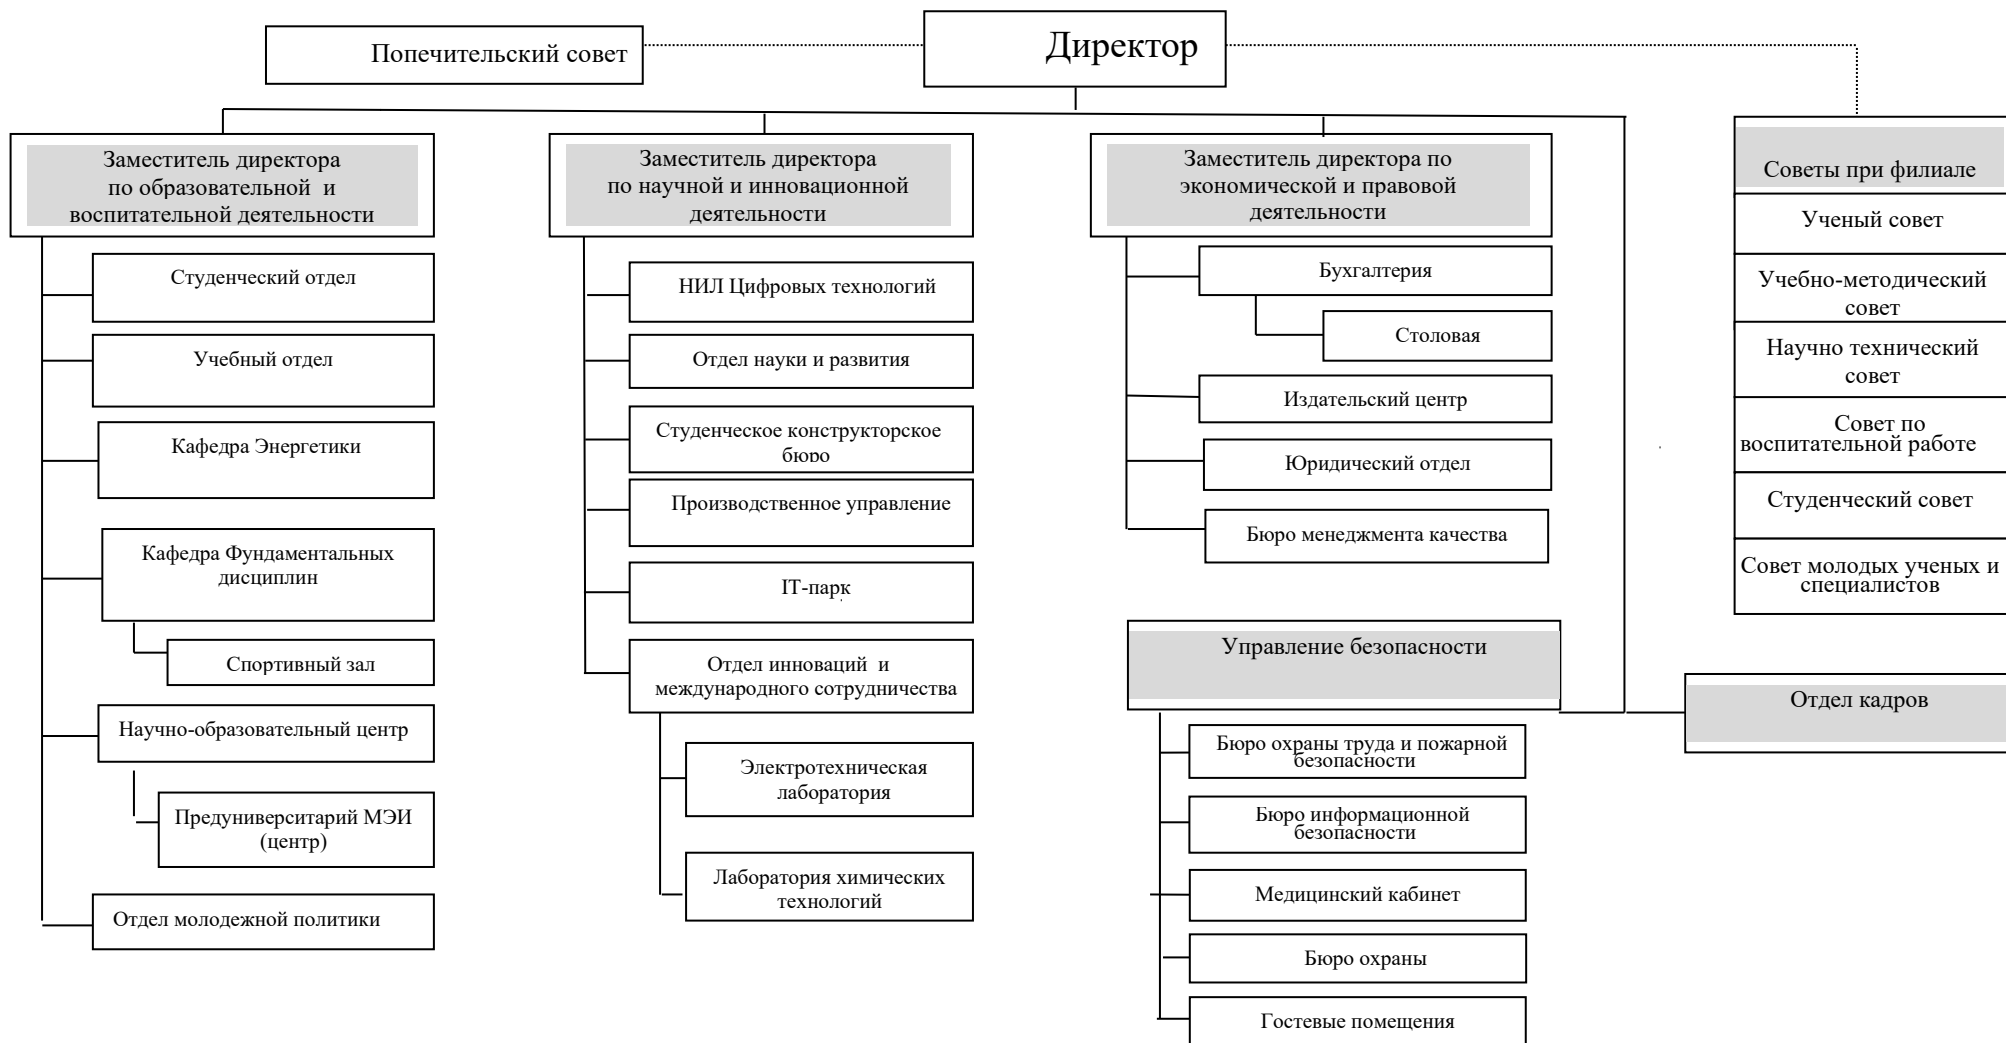 Попечительский совет
Директор
Заместитель директора
по образовательной и
воспитательной деятельности
Студенческий отдел
Учебный отдел
Кафедра Энергетики
Кафедра Фундаментальных
дисциплин
Спортивный зал
Научно-образовательный центр
Предуниверситарий МЭИ
(центр)
Отдел молодежной политики
Заместитель директора
по научной и инновационной
деятельности
НИЛ Цифровых технологий
Отдел науки и развития
Студенческое конструкторское
бюро
Производственное управление
IT-парк
Отдел инноваций и
международного сотрудничества
Электротехническая
лаборатория
Лаборатория химических
технологий
Заместитель директора по
экономической и правовой
деятельности
Бухгалтерия
Столовая
Издательский центр
Юридический отдел
Бюро менеджмента качества
Управление безопасности
Бюро охраны труда и пожарной
безопасности
Бюро информационной
безопасности
Медицинский кабинет
Бюро охраны
Гостевые помещения
Советы при филиале
Ученый совет
Учебно-методический
совет
Научно технический
совет
Совет по
воспитательной работе
Студенческий совет
Совет молодых ученых и
специалистов
Отдел кадров